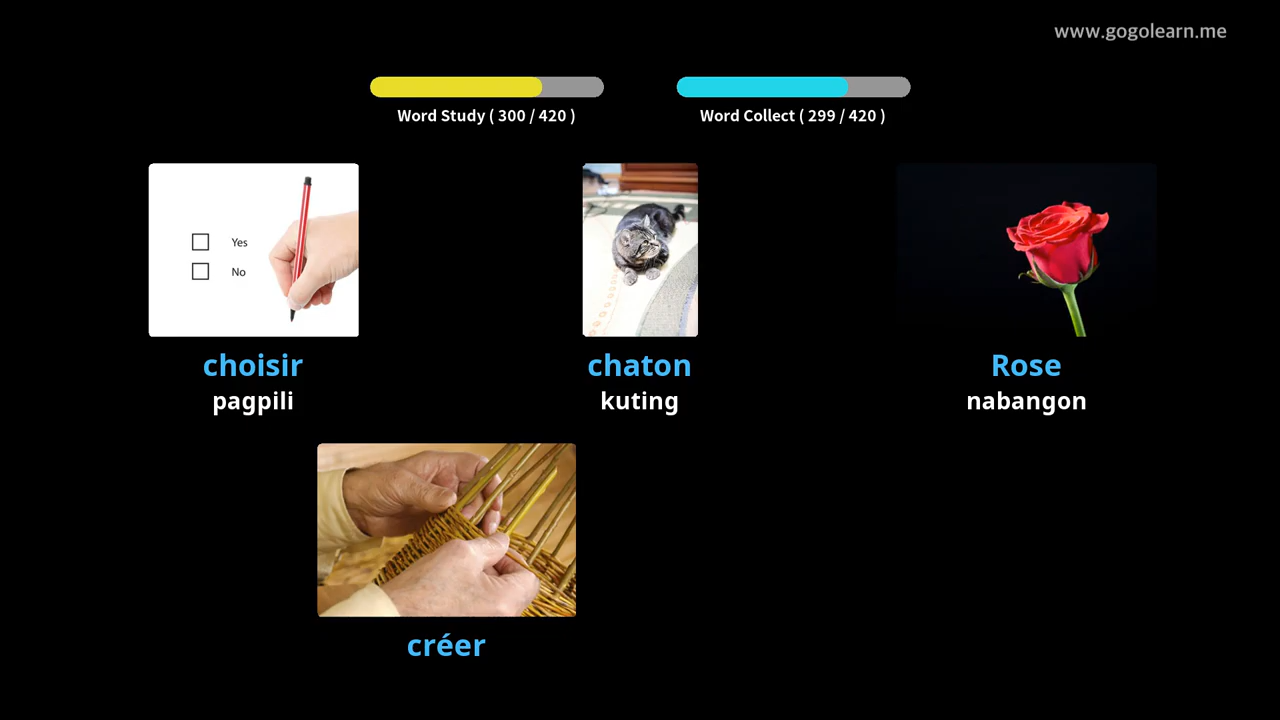 www.gogolearn.me
Word Study ( 300 / 420 )
Word Collect ( 299 / 420 )
Yes
No
choisir
chaton
Rose
pagpili
kuting
nabangon
créer